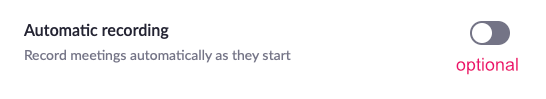 Automatic recording
Record meetings automatically as they start
optional